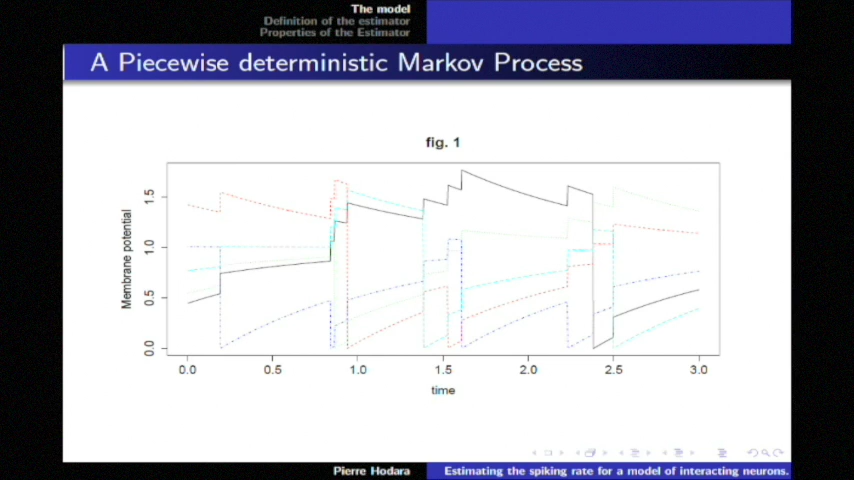 The model
Definition of the estimator
Properties of the Estimator
A Piecewise deterministic Markov Process
fig. 1
Membrane potential
1.5
1.0
0.5
0.0
0.0 0.5 1.0 1.5 2.0 2.5 3.0
time
Pierre Hodara
Estimating the spiking rate for a model of interacting neurons.